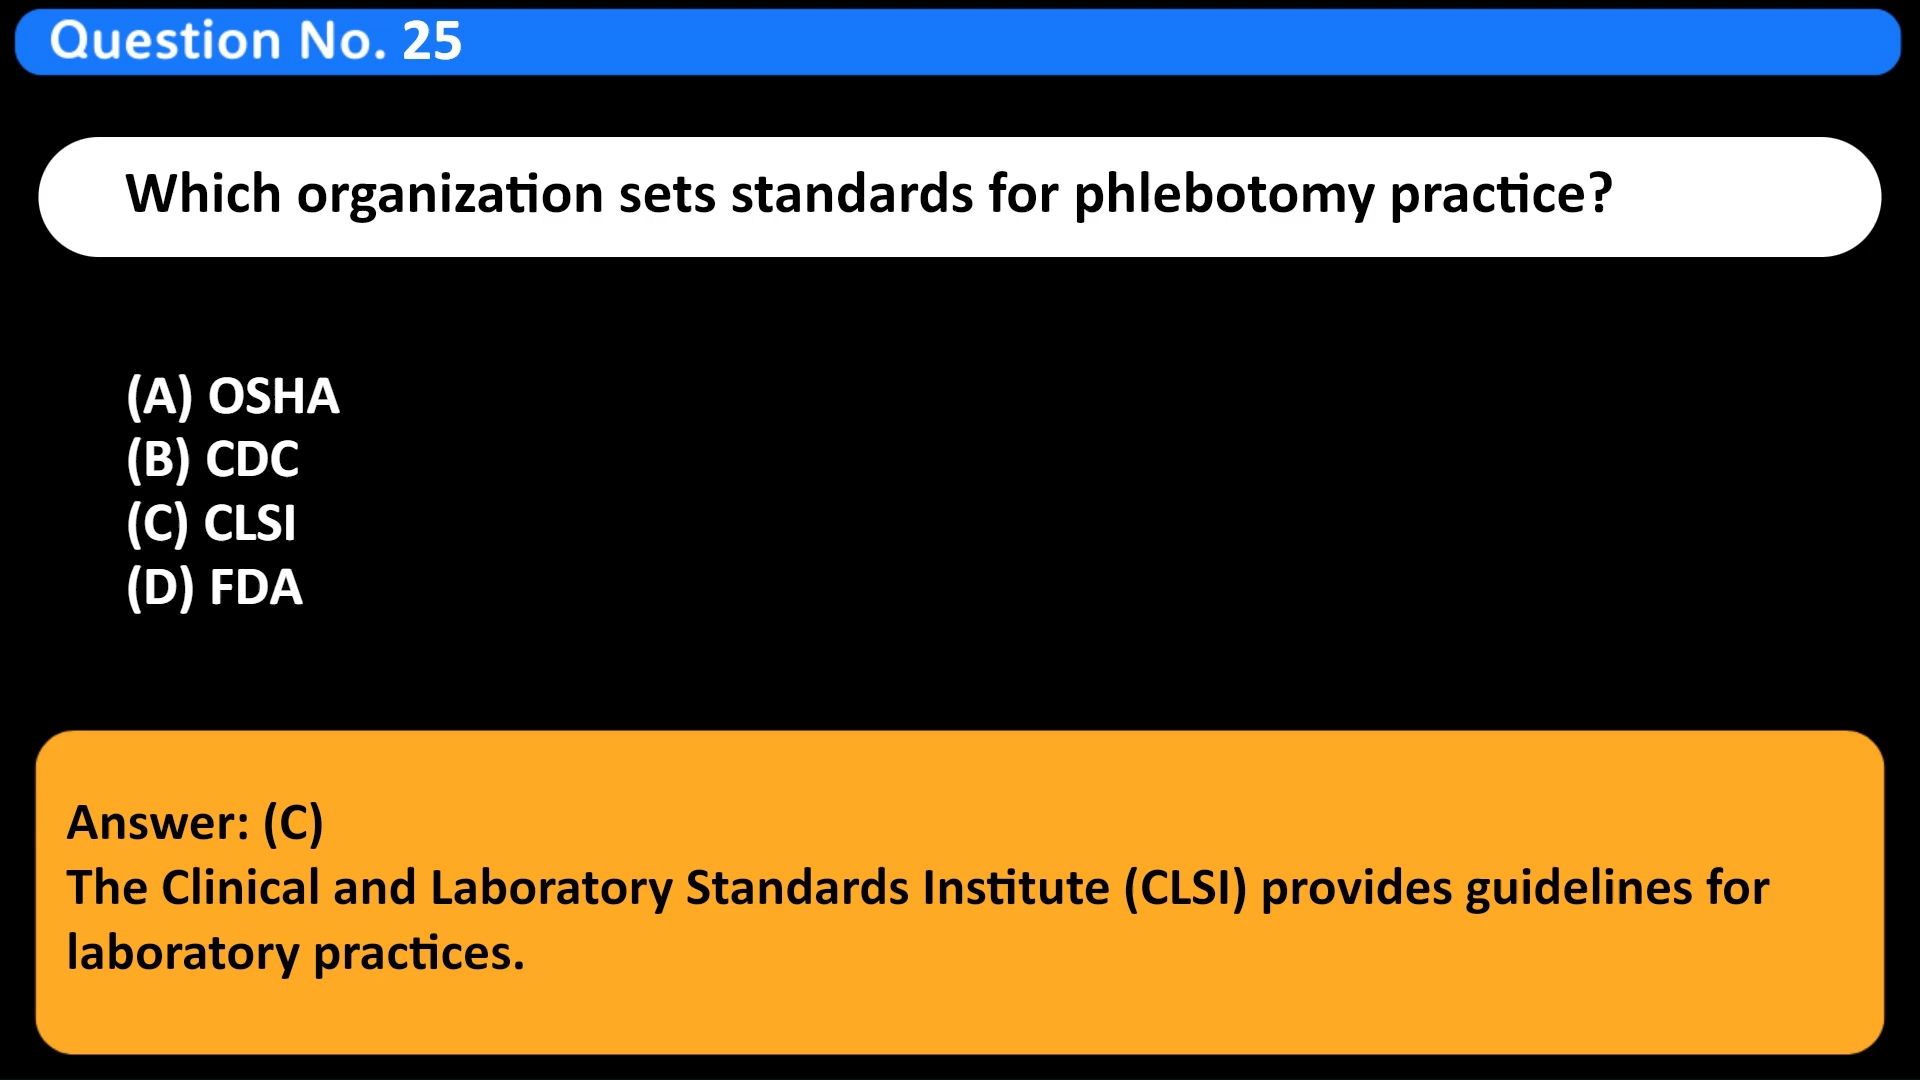 Question No. 25
Which organization sets standards for phlebotomy practice?
(A) OSHA
(B) CDC
(C) CLSI
(D) FDA
Answer: (C)
The Clinical and Laboratory Standards Institute (CLSI) provides guidelines for
laboratory practices.